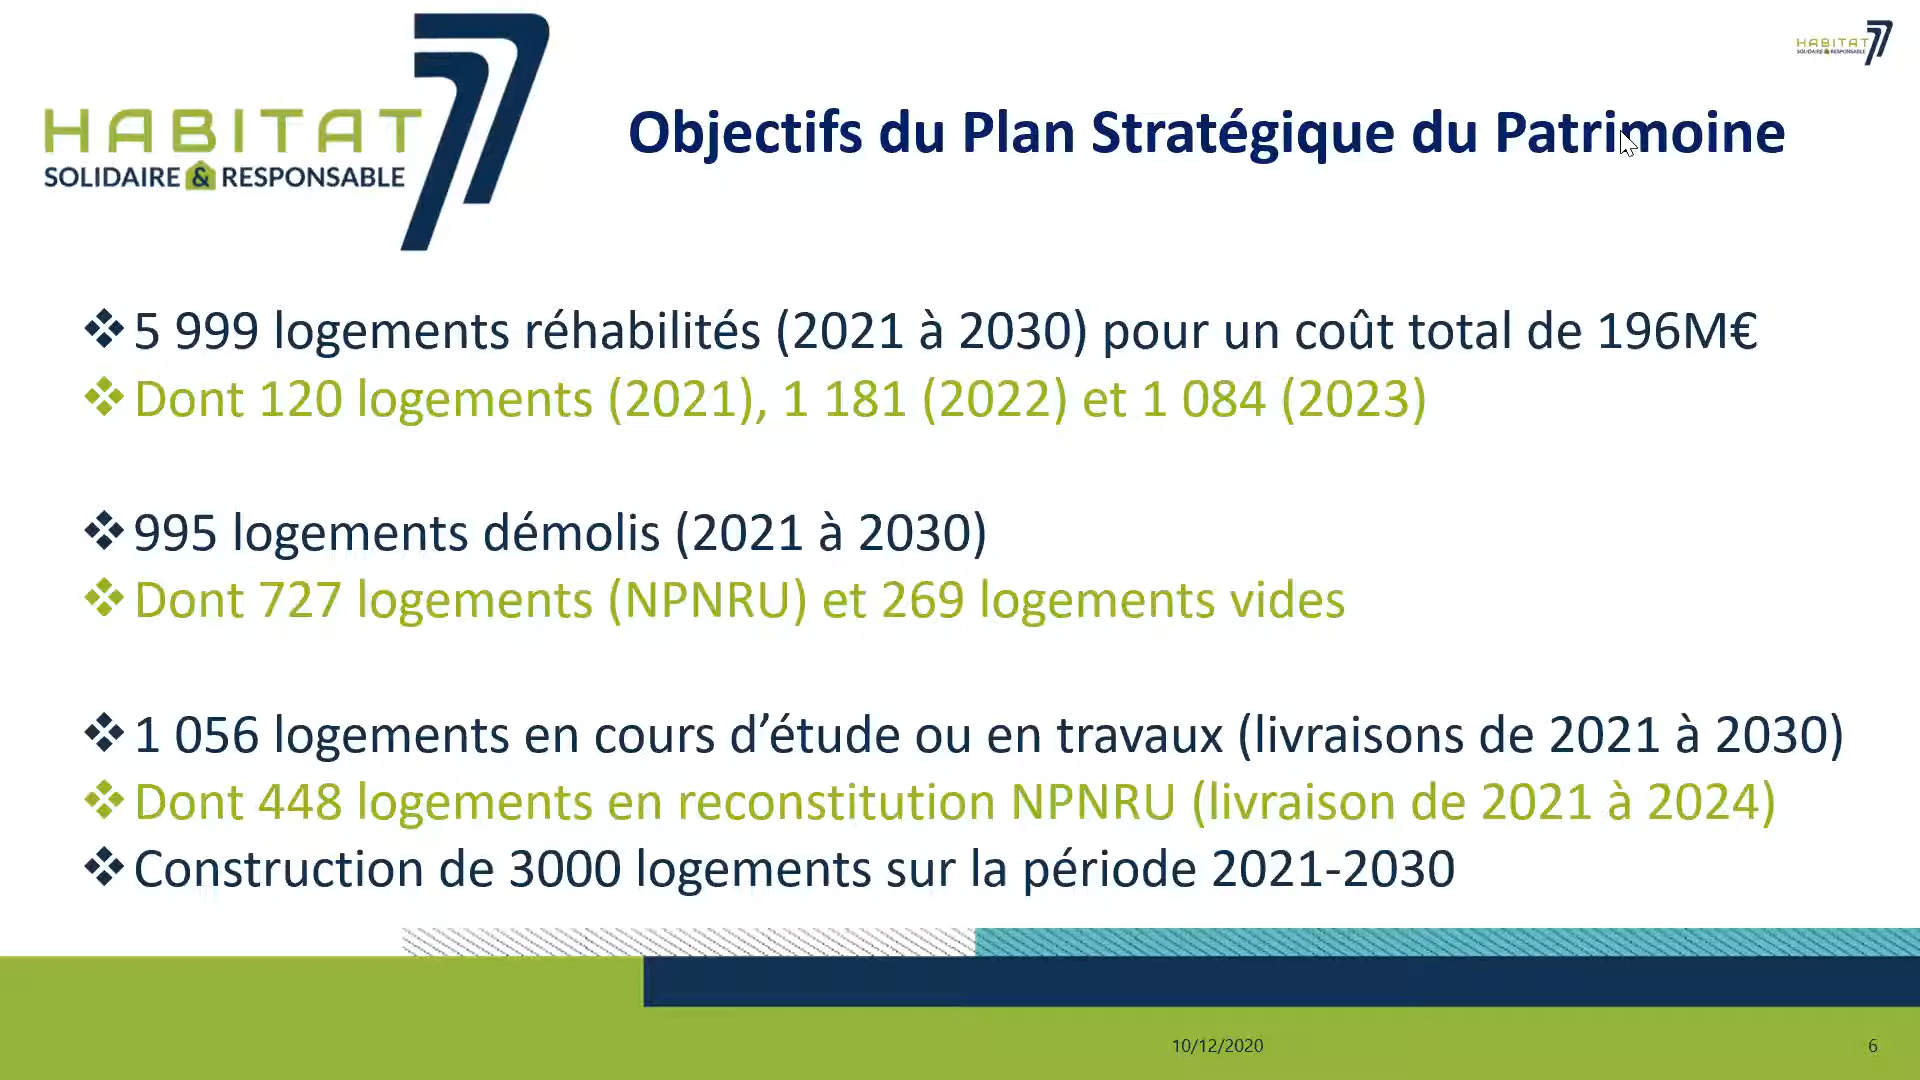 HABITAT 77
SOLIDAIRE & RESPONSABLE
HABITAT 77
SOLIDAIRE & RESPONSABLE
Objectifs du Plan Stratégique du Patrimoine
❖5 999 logements réhabilités (2021 à 2030) pour un coût total de 196M€
❖Dont 120 logements (2021), 1 181 (2022) et 1 084 (2023)
❖995 logements démolis (2021 à 2030)
❖Dont 727 logements (NPNRU) et 269 logements vides
❖1 056 logements en cours d’étude ou en travaux (livraisons de 2021 à 2030)
❖Dont 448 logements en reconstitution NPNRU (livraison de 2021 à 2024)
❖Construction de 3000 logements sur la période 2021-2030
10/12/2020
6